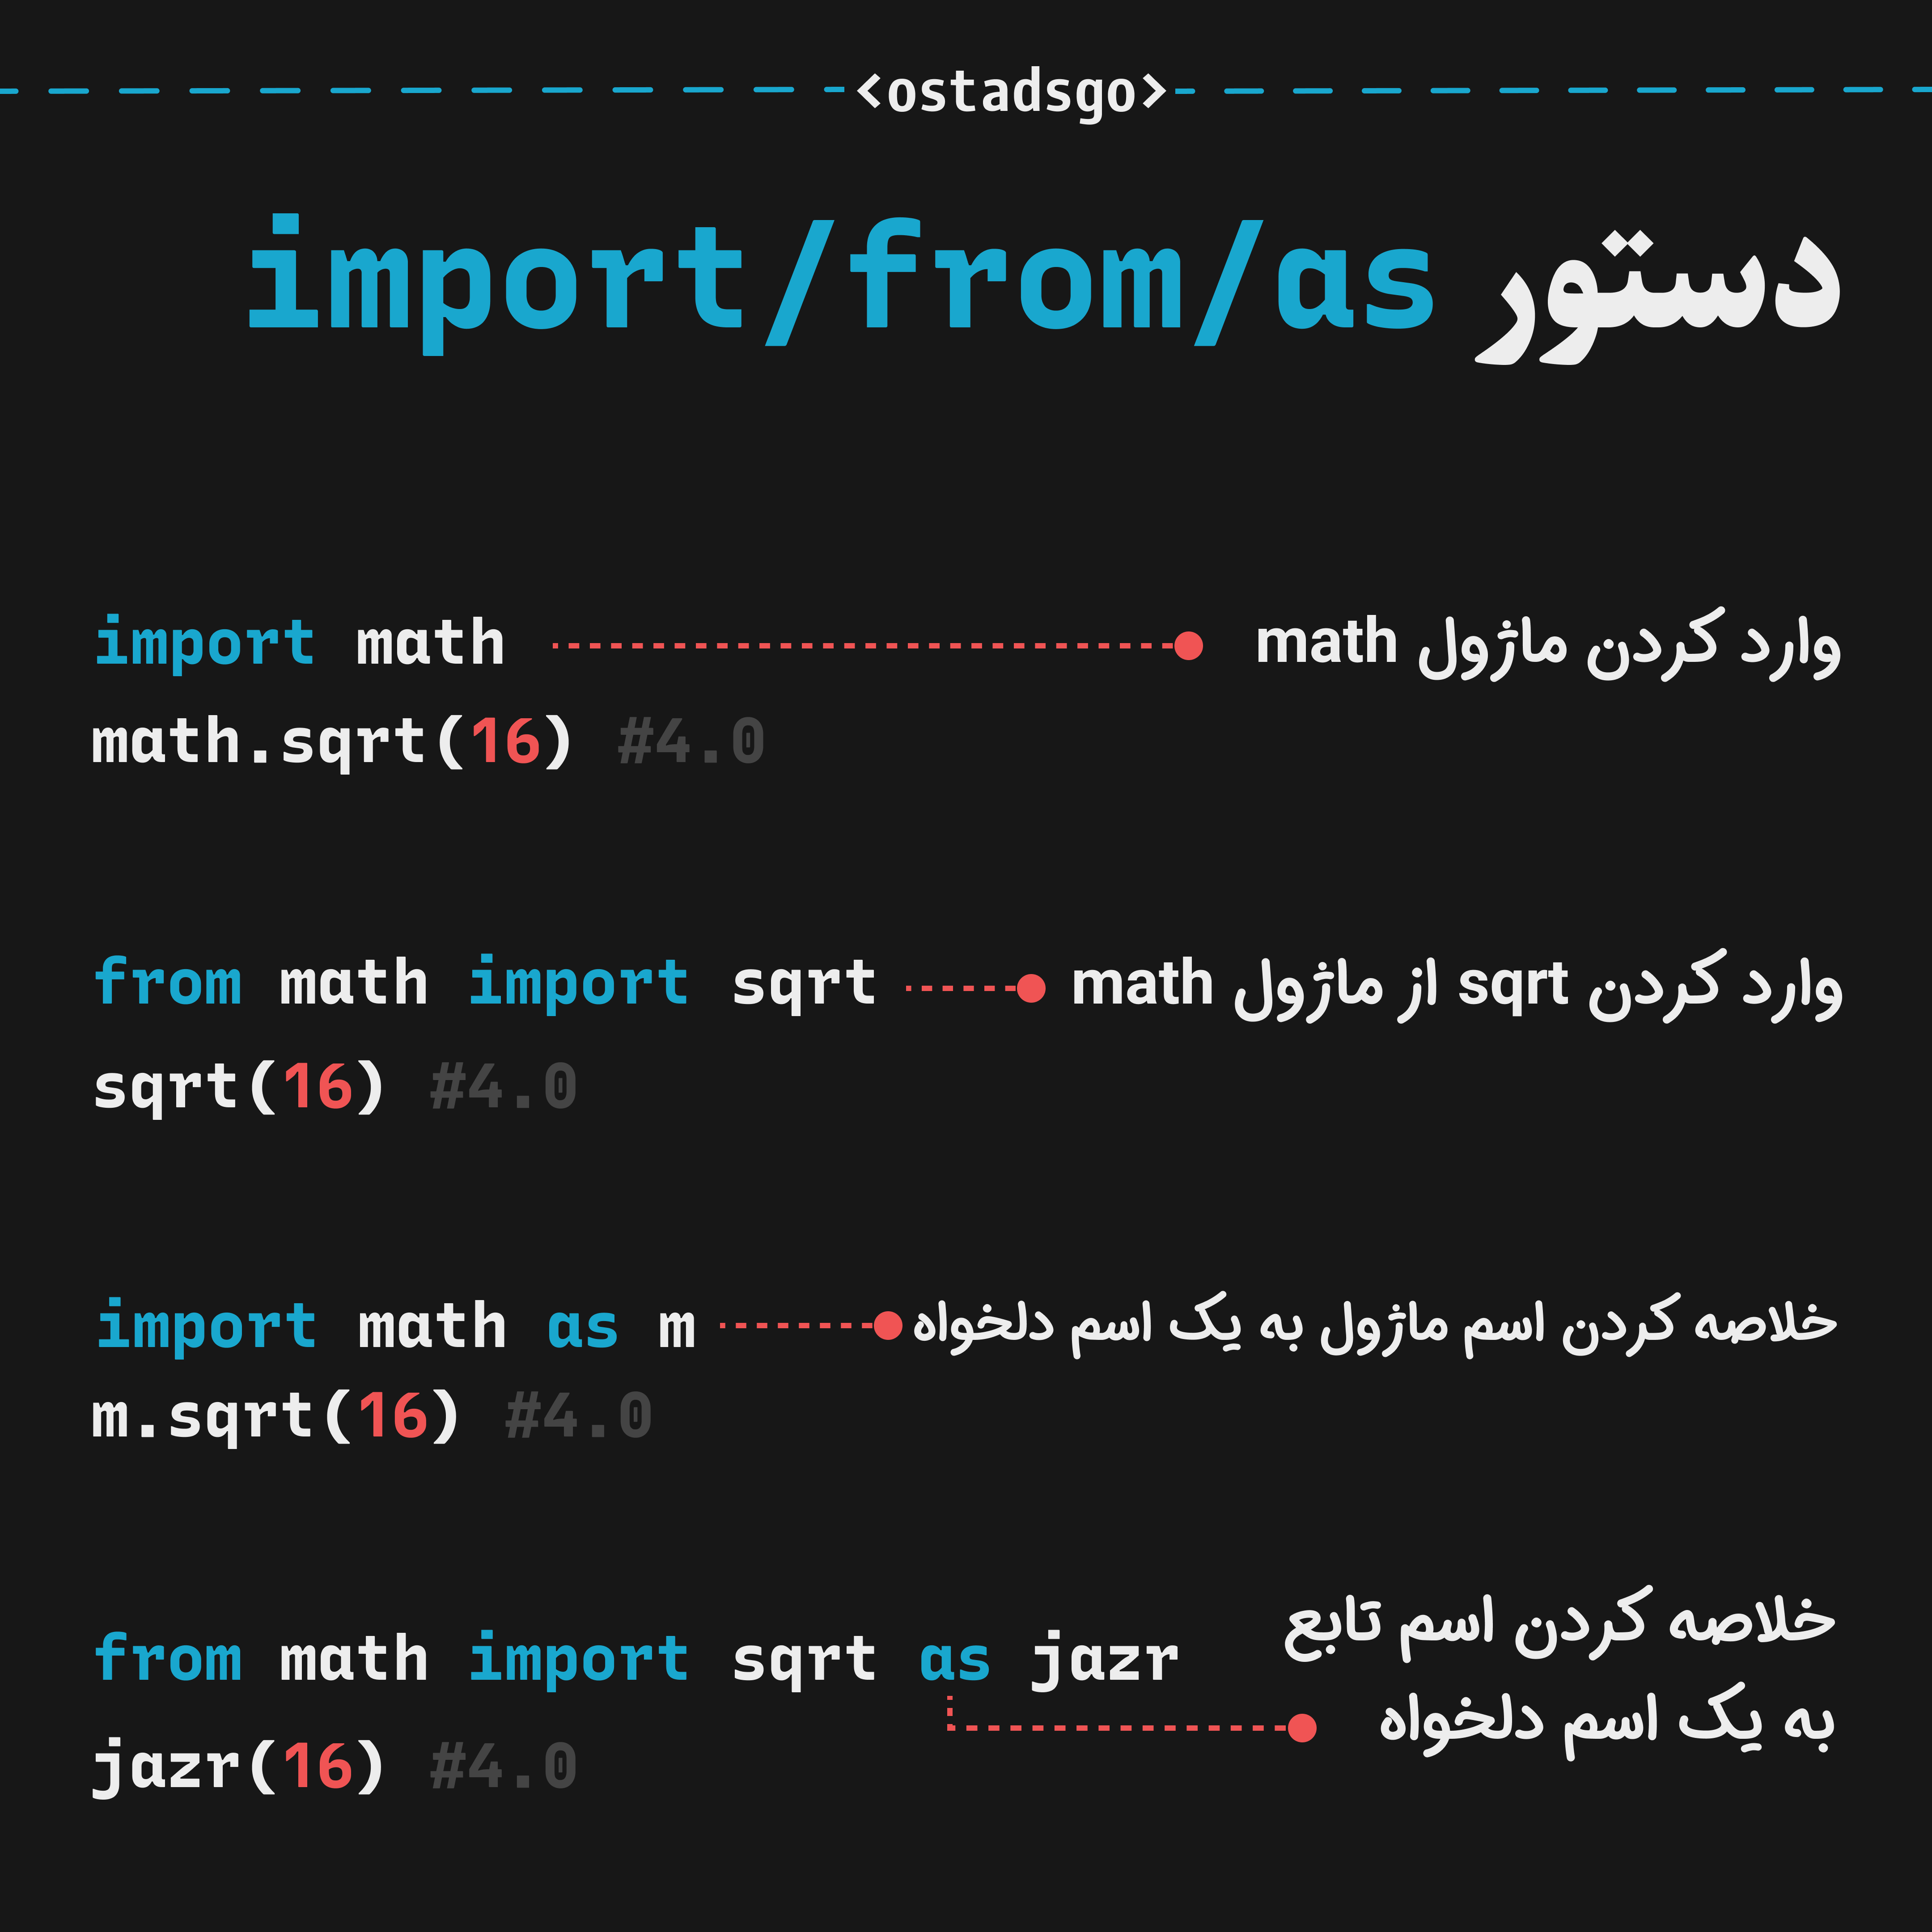 <ostadsgo>
دستور import/from/as
import math وارد کردن ماژول math
math.sqrt(16) #4.0
from math import sqrt وارد کردن sqrt از ماژول math
sqrt(16) #4.0
import math as m خلاصه کردن اسم ماژول به یک اسم دلخواه
m.sqrt(16) #4.0
from math import sqrt as jazr
خلاصه کردن اسم تابع
به یک اسم دلخواه
jazr(16) #4.0